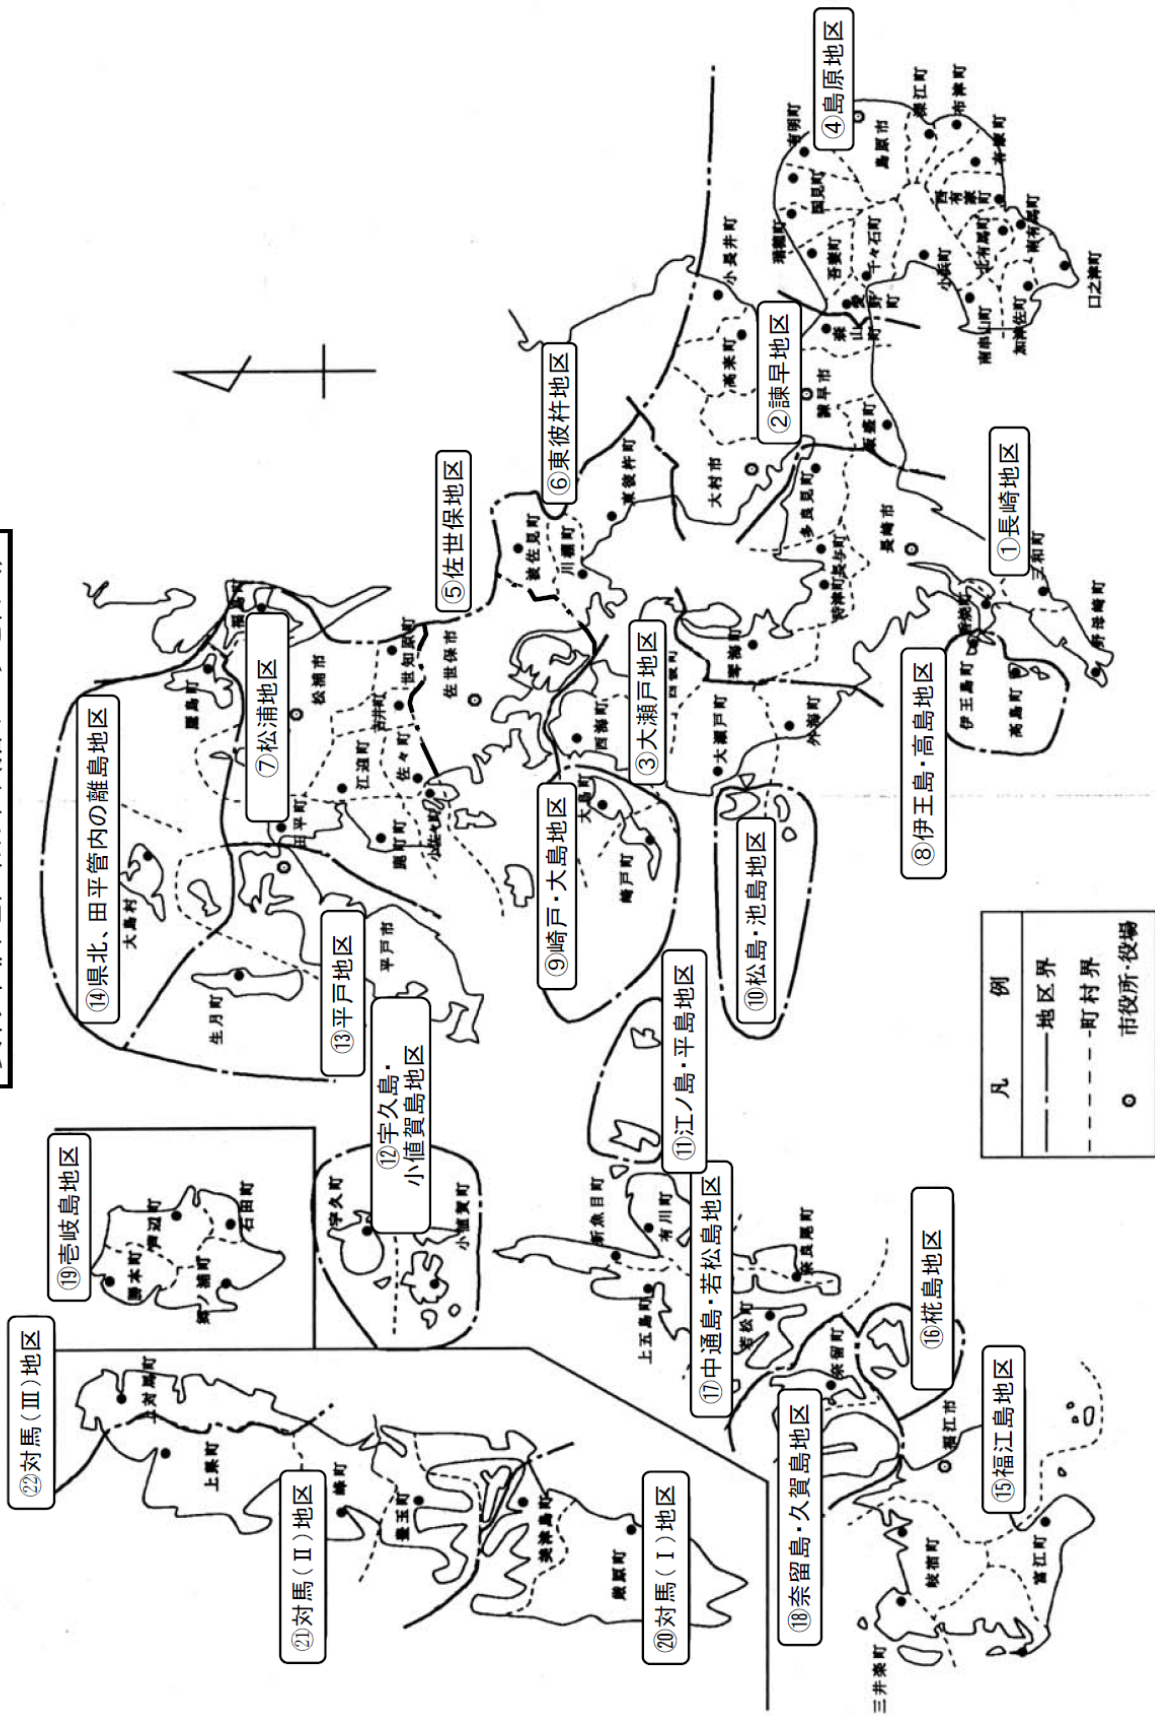 ⑲壱岐島地区
勝本町
芦辺町
郷ノ浦町
石田町
㉒対馬(Ⅲ)地区
上対馬町
上県町
㉑対馬(Ⅱ)地区
峰町
豊玉町
美津島町
厳原町
⑳対馬(Ⅰ)地区
⑭県北、田平管内の離島地区
大島村
生月町
⑬平戸地区
平戸市
田平町
⑦松浦地区
鷹島町
福島町
松浦市
世知原町
吉井町
江迎町
佐々町
鹿町町
小佐々町
⑤佐世保地区
佐世保市
⑥東彼杵地区
波佐見町
川棚町
東彼杵町
⑫宇久島・
小値賀島地区
宇久町
小値賀町
⑨崎戸・大島地区
大島町
崎戸町
③大瀬戸地区
西海町
大瀬戸町
⑩松島・池島地区
⑪江ノ島・平島地区
⑰中通島・若松島地区
新魚目町
有川町
上五島町
若松町
奈良尾町
⑱奈留島・久賀島地区
奈留町
⑯椛島地区
⑮福江島地区
福江市
岐宿町
三井楽町
富江町
②諫早地区
大村市
諫早市
高来町
小長井町
森山町
飯盛町
多良見町
④島原地区
有明町
国見町
瑞穂町
吾妻町
愛野町
千々石町
小浜町
南串山町
加津佐町
口之津町
南有馬町
北有馬町
西有家町
有家町
布津町
深江町
島原市
①長崎地区
長崎市
長与町
時津町
琴海町
外海町
三和町
野母崎町
香焼町
⑧伊王島・高島地区
伊王島町
高島町
凡例
地区界
町村界
市役所・役場